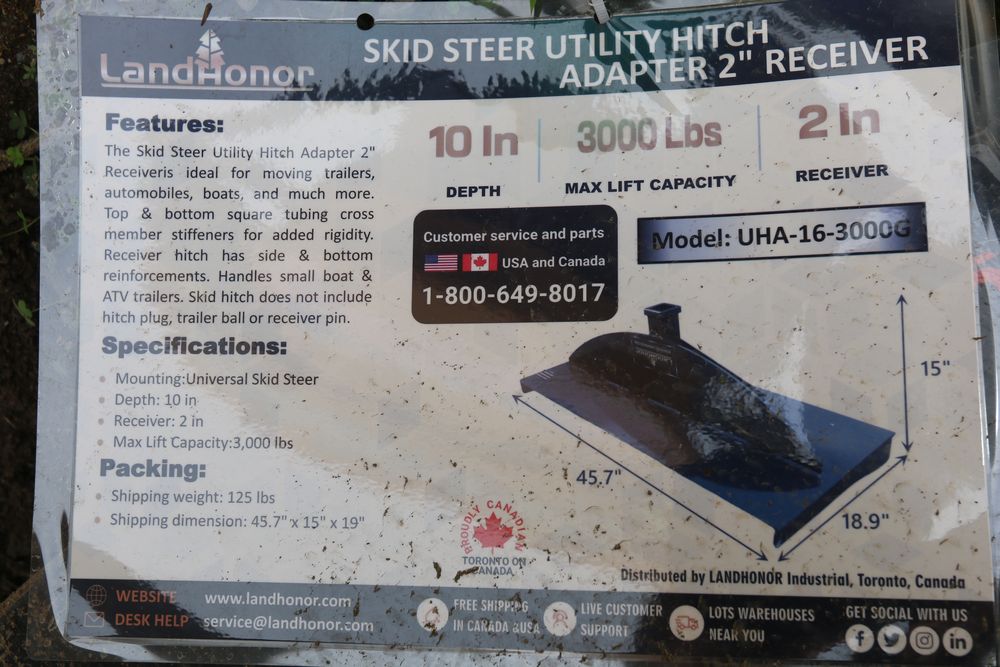 LANDHONOR
SKID STEER UTILITY HITCH
ADAPTER 2" RECEIVER
Features:
The Skid Steer Utility Hitch Adapter 2"
Receiveris ideal for moving trailers,
automobiles, boats, and much more.
Top & bottom square tubing cross
member stiffeners for added rigidity.
Receiver hitch has side & bottom
reinforcements. Handles small boat &
ATV trailers. Skid hitch does not include
hitch plug, trailer ball or receiver pin.
Specifications:
Mounting:Universal Skid Steer
Depth: 10 in
Receiver: 2 in
Max Lift Capacity:3,000 lbs
Packing:
Shipping weight: 125 lbs
Shipping dimension: 45.7" x 15" x 19"
10 In
DEPTH
3000 Lbs
MAX LIFT CAPACITY
2 In
RECEIVER
Customer service and parts
USA and Canada
1-800-649-8017
Model: UHA-16-3000G
LANDHONOR
15"
45.7"
18.9"
PROUDLY CANADIAN
TORONTO ON
CANADA
Distributed by LANDHONOR Industrial, Toronto, Canada
WEBSITE www.landhonor.com
DESK HELP service@landhonor.com
FREE SHIPPING
IN CANADA &USA
LIVE CUSTOMER
SUPPORT
LOTS WAREHOUSES
NEAR YOU
GET SOCIAL WITH US